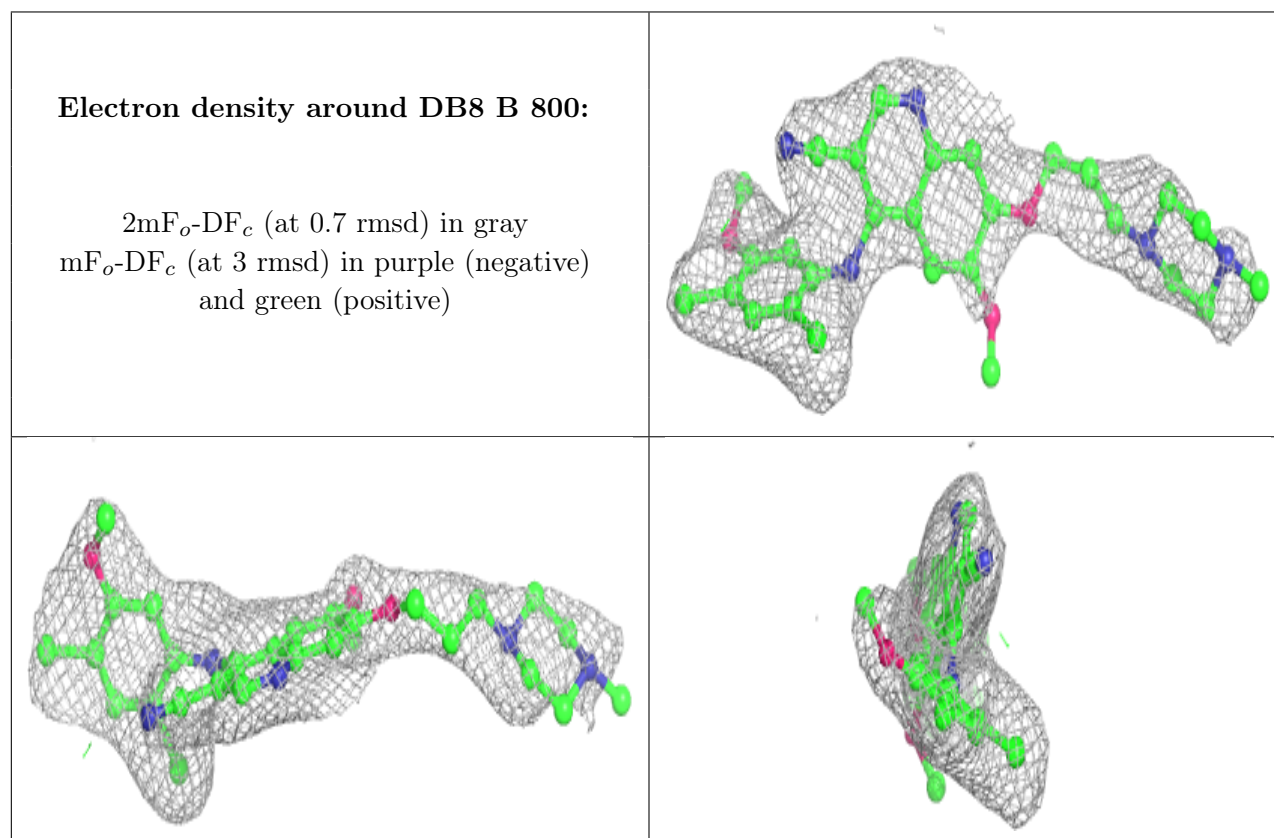 Electron density around DB8 B 800:
2mFo-DFc (at 0.7 rmsd) in gray
mFo-DFc (at 3 rmsd) in purple (negative)
and green (positive)